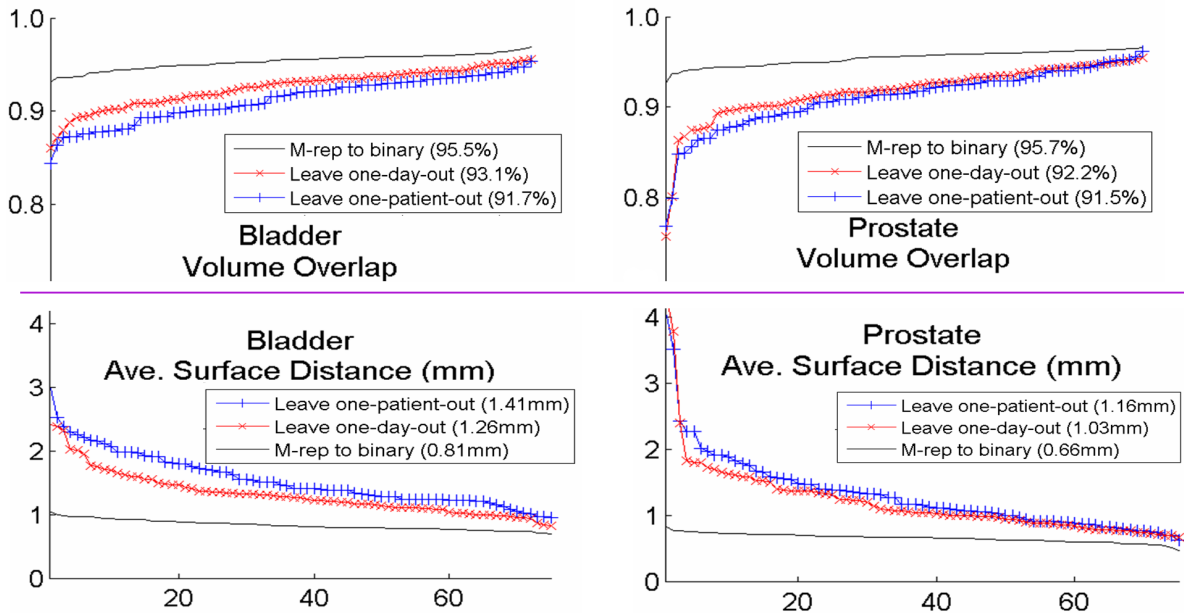 1.0
0.9
0.8
M-rep to binary (95.5%)
Leave one-day-out (93.1%)
Leave one-patient-out (91.7%)
Bladder
Volume Overlap
1.0
0.9
0.8
M-rep to binary (95.7%)
Leave one-day-out (92.2%)
Leave one-patient-out (91.5%)
Prostate
Volume Overlap
4
3
2
1
0
Bladder
Ave. Surface Distance (mm)
Leave one-patient-out (1.41mm)
Leave one-day-out (1.26mm)
M-rep to binary (0.81mm)
20
40
60
4
3
2
1
0
Prostate
Ave. Surface Distance (mm)
Leave one-patient-out (1.16mm)
Leave one-day-out (1.03mm)
M-rep to binary (0.66mm)
20
40
60